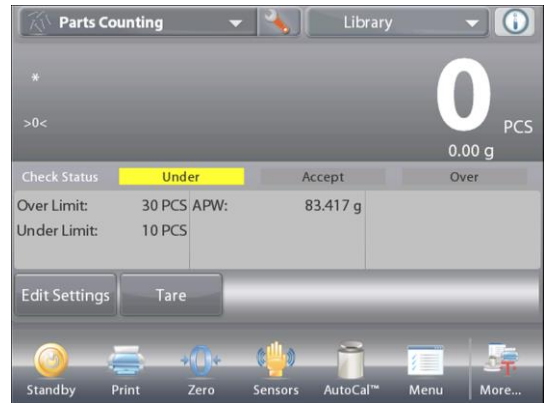 Parts Counting
Library
*
0 PCS
>0<
0.00 g
Check Status Under Accept Over
Over Limit: 30 PCS APW: 83.417 g
Under Limit: 10 PCS
Edit Settings Tare
Standby Print Zero Sensors AutoCal™ Menu More...